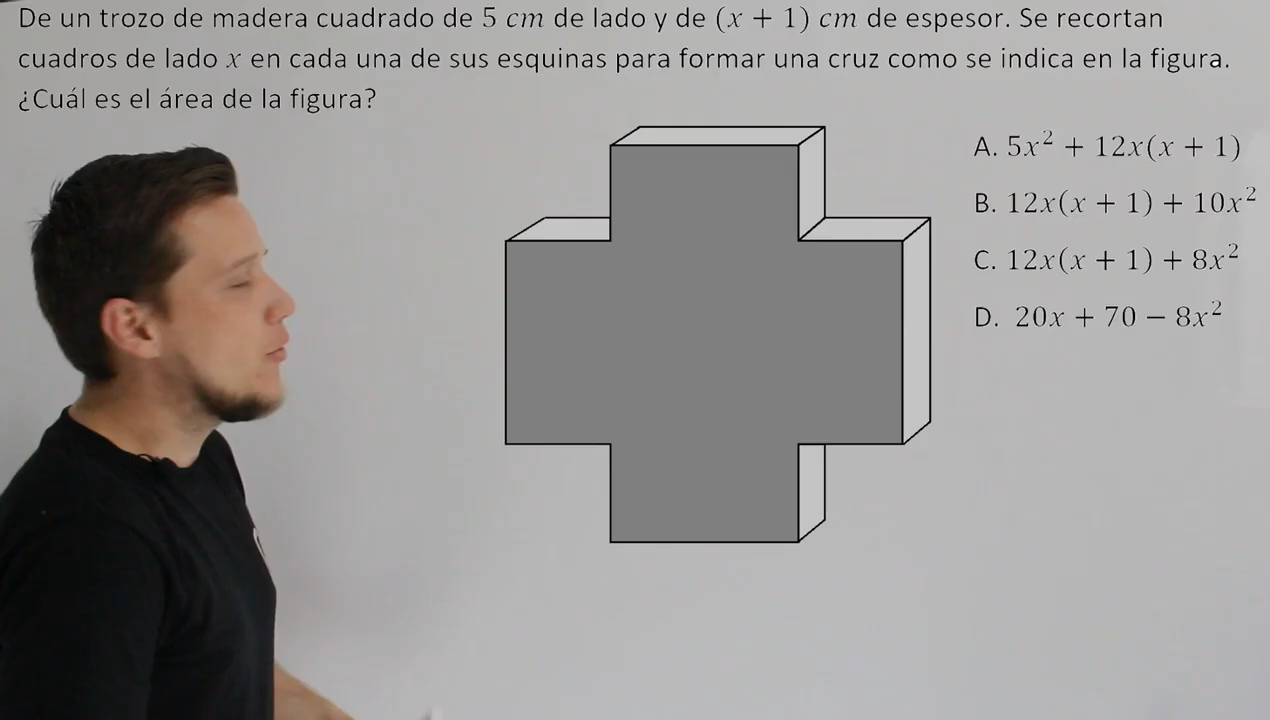 De un trozo de madera cuadrado de 5 cm de lado y de (x + 1) cm de espesor. Se recortan
cuadros de lado x en cada una de sus esquinas para formar una cruz como se indica en la figura.
¿Cuál es el área de la figura?
A. 5x² + 12x(x + 1)
B. 12x(x + 1) + 10x²
C. 12x(x + 1) + 8x²
D. 20x + 70 − 8x²